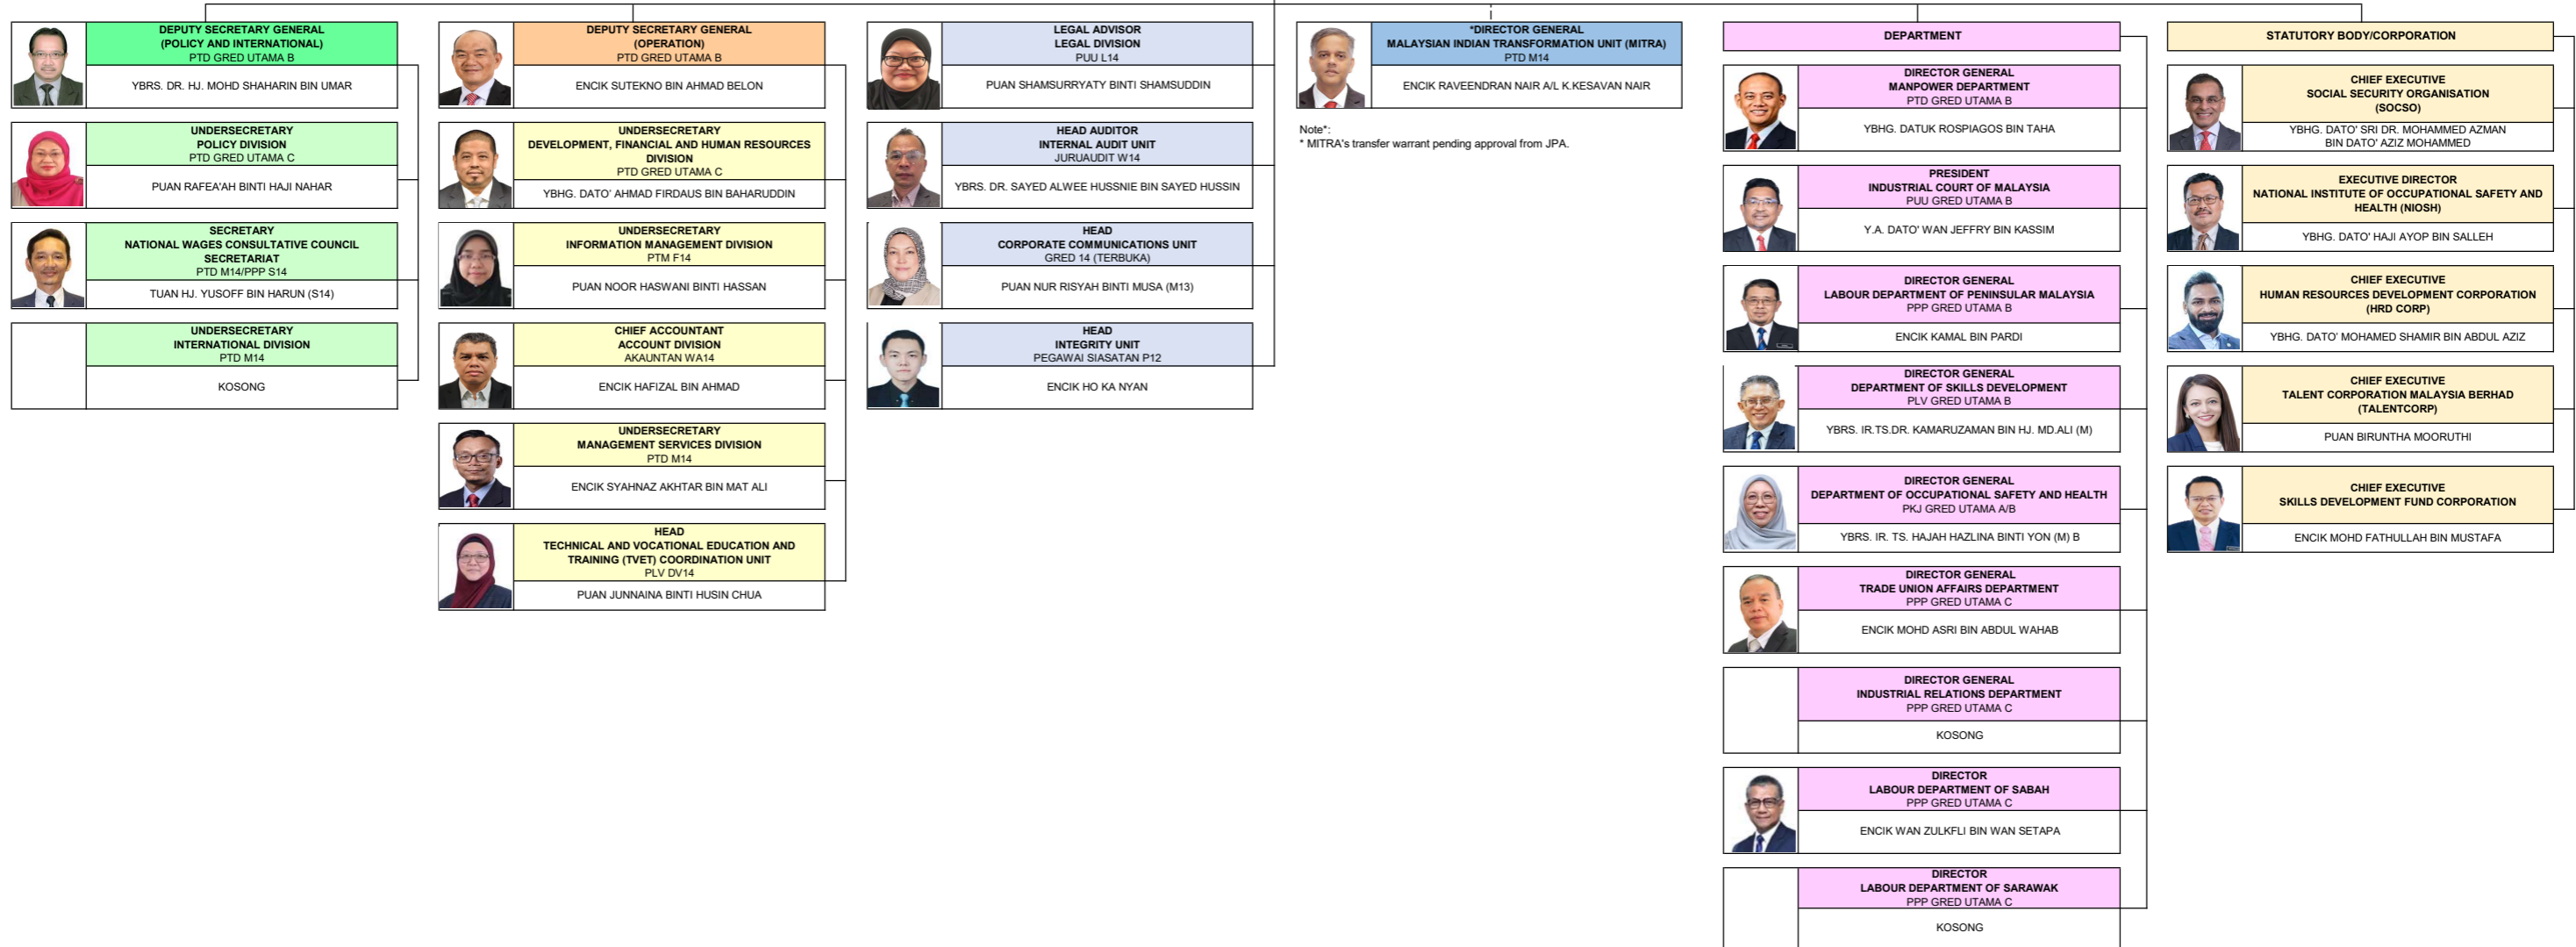 DEPUTY SECRETARY GENERAL
(POLICY AND INTERNATIONAL)
PTD GRED UTAMA B
YBRS. DR. HJ. MOHD SHAHARIN BIN UMAR
UNDERSECRETARY
POLICY DIVISION
PTD GRED UTAMA C
PUAN RAFEA'AH BINTI HAJI NAHAR
SECRETARY
NATIONAL WAGES CONSULTATIVE COUNCIL
SECRETARIAT
PTD M14/PPP S14
TUAN HJ. YUSOFF BIN HARUN (S14)
UNDERSECRETARY
INTERNATIONAL DIVISION
PTD M14
KOSONG
DEPUTY SECRETARY GENERAL
(OPERATION)
PTD GRED UTAMA B
ENCIK SUTEKNO BIN AHMAD BELON
UNDERSECRETARY
DEVELOPMENT, FINANCIAL AND HUMAN RESOURCES
DIVISION
PTD GRED UTAMA C
YBHG. DATO' AHMAD FIRDAUS BIN BAHARUDDIN
UNDERSECRETARY
INFORMATION MANAGEMENT DIVISION
PTM F14
PUAN NOOR HASWANI BINTI HASSAN
CHIEF ACCOUNTANT
ACCOUNT DIVISION
AKAUNTAN WA14
ENCIK HAFIZAL BIN AHMAD
UNDERSECRETARY
MANAGEMENT SERVICES DIVISION
PTD M14
ENCIK SYAHNAZ AKHTAR BIN MAT ALI
HEAD
TECHNICAL AND VOCATIONAL EDUCATION AND
TRAINING (TVET) COORDINATION UNIT
PLV DV14
PUAN JUNNAINA BINTI HUSIN CHUA
LEGAL ADVISOR
LEGAL DIVISION
PUU L14
PUAN SHAMSURRYATY BINTI SHAMSUDDIN
HEAD AUDITOR
INTERNAL AUDIT UNIT
JURUAUDIT W14
YBRS. DR. SAYED ALWEE HUSSNIE BIN SAYED HUSSIN
HEAD
CORPORATE COMMUNICATIONS UNIT
GRED 14 (TERBUKA)
PUAN NUR RISYAH BINTI MUSA (M13)
HEAD
INTEGRITY UNIT
PEGAWAI SIASATAN P12
ENCIK HO KA NYAN
*DIRECTOR GENERAL
MALAYSIAN INDIAN TRANSFORMATION UNIT (MITRA)
PTD M14
ENCIK RAVEENDRAN NAIR A/L K.KESAVAN NAIR
Note*:
* MITRA's transfer warrant pending approval from JPA.
DEPARTMENT
DIRECTOR GENERAL
MANPOWER DEPARTMENT
PTD GRED UTAMA B
YBHG. DATUK ROSPIAGOS BIN TAHA
PRESIDENT
INDUSTRIAL COURT OF MALAYSIA
PUU GRED UTAMA B
Y.A. DATO' WAN JEFFRY BIN KASSIM
DIRECTOR GENERAL
LABOUR DEPARTMENT OF PENINSULAR MALAYSIA
PPP GRED UTAMA B
ENCIK KAMAL BIN PARDI
DIRECTOR GENERAL
DEPARTMENT OF SKILLS DEVELOPMENT
PLV GRED UTAMA B
YBRS. IR.TS.DR. KAMARUZAMAN BIN HJ. MD.ALI (M)
DIRECTOR GENERAL
DEPARTMENT OF OCCUPATIONAL SAFETY AND HEALTH
PKJ GRED UTAMA A/B
YBRS. IR. TS. HAJAH HAZLINA BINTI YON (M) B
DIRECTOR GENERAL
TRADE UNION AFFAIRS DEPARTMENT
PPP GRED UTAMA C
ENCIK MOHD ASRI BIN ABDUL WAHAB
DIRECTOR GENERAL
INDUSTRIAL RELATIONS DEPARTMENT
PPP GRED UTAMA C
KOSONG
DIRECTOR
LABOUR DEPARTMENT OF SABAH
PPP GRED UTAMA C
ENCIK WAN ZULKFLI BIN WAN SETAPA
DIRECTOR
LABOUR DEPARTMENT OF SARAWAK
PPP GRED UTAMA C
KOSONG
STATUTORY BODY/CORPORATION
CHIEF EXECUTIVE
SOCIAL SECURITY ORGANISATION
(SOCSO)
YBHG. DATO' SRI DR. MOHAMMED AZMAN
BIN DATO' AZIZ MOHAMMED
EXECUTIVE DIRECTOR
NATIONAL INSTITUTE OF OCCUPATIONAL SAFETY AND
HEALTH (NIOSH)
YBHG. DATO' HAJI AYOP BIN SALLEH
CHIEF EXECUTIVE
HUMAN RESOURCES DEVELOPMENT CORPORATION
(HRD CORP)
YBHG. DATO' MOHAMED SHAMIR BIN ABDUL AZIZ
CHIEF EXECUTIVE
TALENT CORPORATION MALAYSIA BERHAD
(TALENTCORP)
PUAN BIRUNTHA MOORUTHI
CHIEF EXECUTIVE
SKILLS DEVELOPMENT FUND CORPORATION
ENCIK MOHD FATHULLAH BIN MUSTAFA